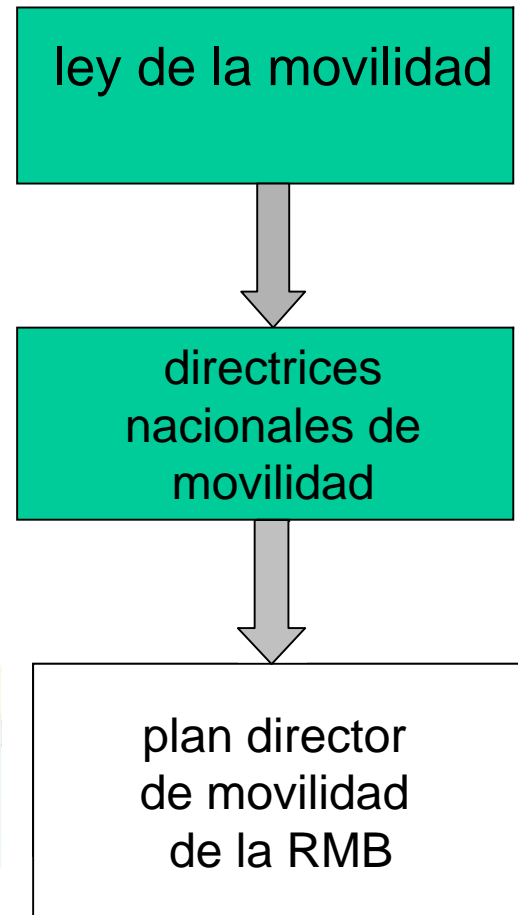 ley de la movilidad
directrices
nacionales de
movilidad
plan director
de movilidad
de la RMB